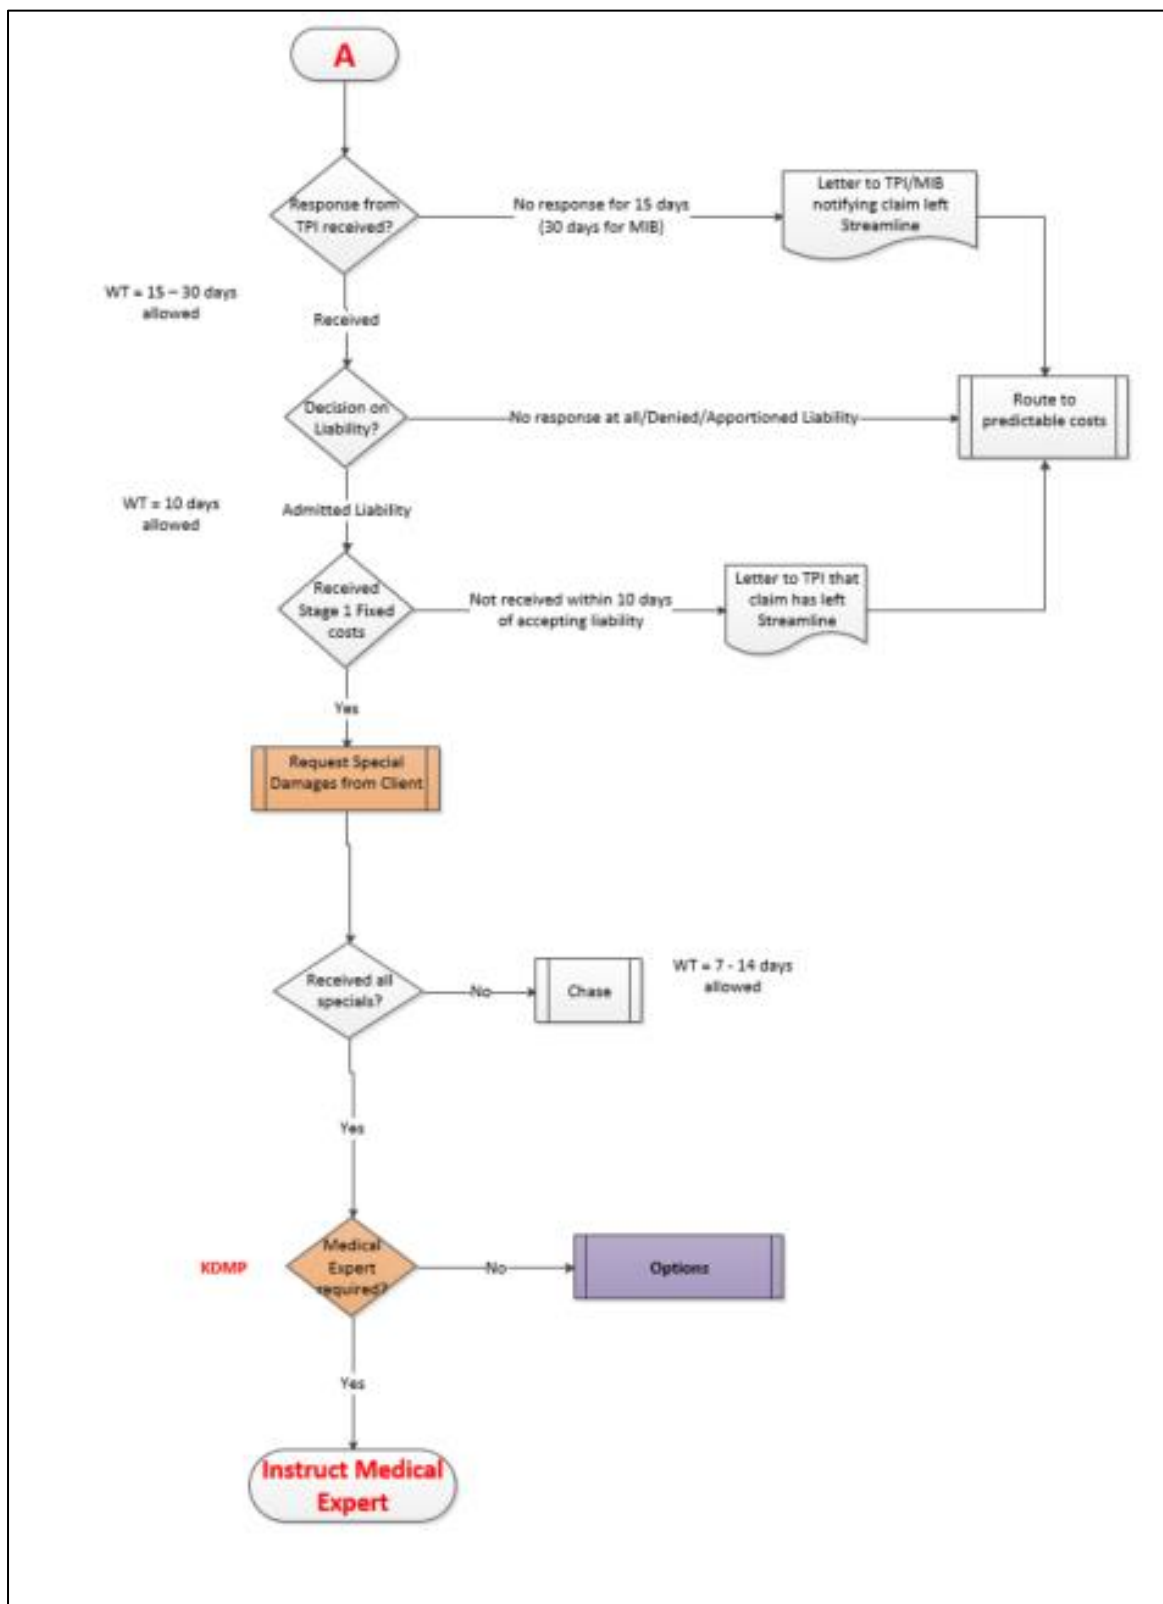 A
Response from
TPI received?
No response for 15 days
(30 days for MIB)
Letter to TPI/MIB
notifying claim left
Streamline
WT = 15 – 30 days
allowed
Received
Decision on
Liability?
No response at all/Denied/Apportioned Liability
Route to
predictable costs
WT = 10 days
allowed
Admitted Liability
Received
Stage 1 Fixed
costs
Not received within 10 days
of accepting liability
Letter to TPI that
claim has left
Streamline
Yes
Request Special
Damages from Client
Received all
specials?
No
Chase
WT = 7 - 14 days
allowed
Yes
KDMP
Medical
Expert
required?
No
Options
Yes
Instruct Medical
Expert